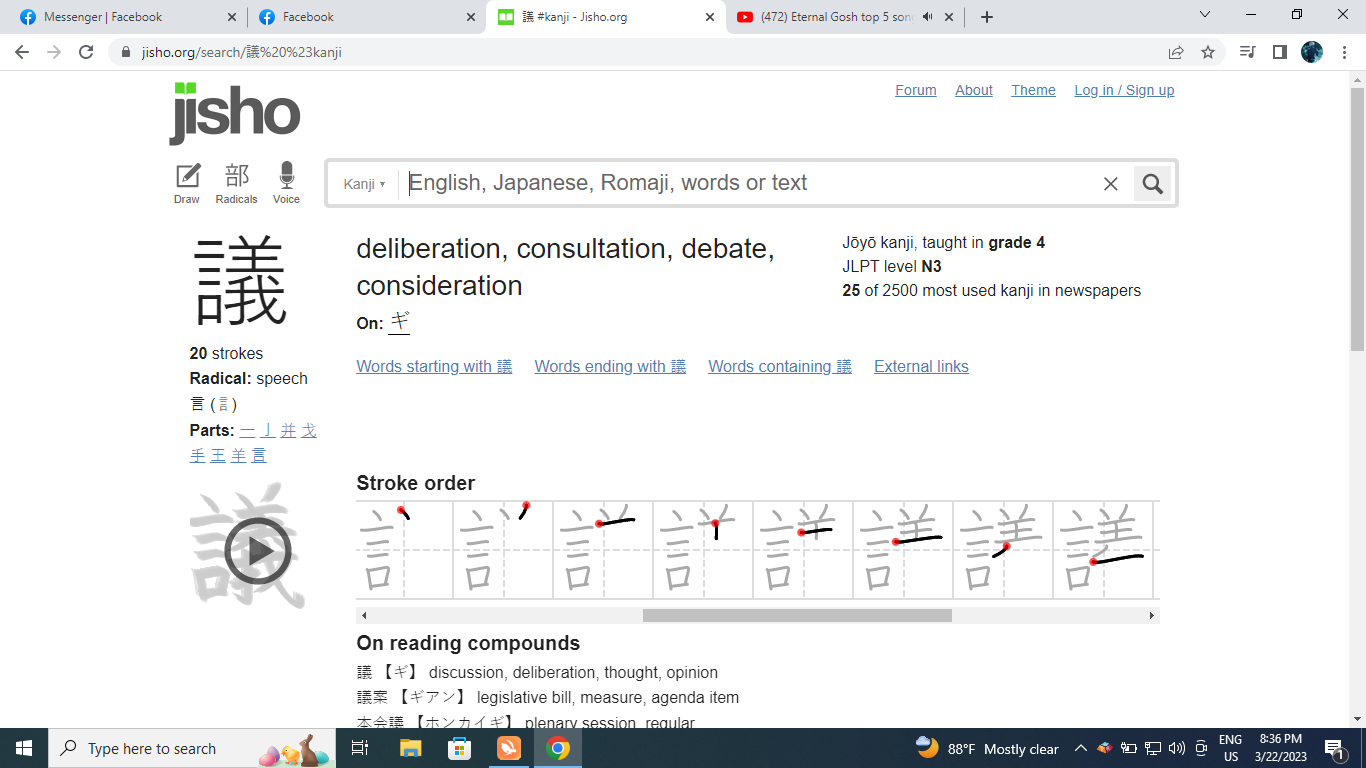 Messenger | Facebook
Facebook
議 #kanji - Jisho.org
(472) Eternal Gosh top 5 son
jisho.org/search/議%20%23kanji
Forum About Theme Log in / Sign up
jisho
部
Draw Radicals Voice
Kanji ▾ English, Japanese, Romaji, words or text
議
20 strokes
Radical: speech
言 (訁)
Parts: 一 亅 并 戈
手 王 羊 言
議
deliberation, consultation, debate,
consideration
On: ギ
Jōyō kanji, taught in grade 4
JLPT level N3
25 of 2500 most used kanji in newspapers
Words starting with 議 Words ending with 議 Words containing 議 External links
Stroke order
On reading compounds
議 【ギ】 discussion, deliberation, thought, opinion
議案 【ギアン】 legislative bill, measure, agenda item
本会議 【ホンカイギ】 plenary session, regular
Type here to search
88°F Mostly clear
ENG
US
8:36 PM
3/22/2023
1